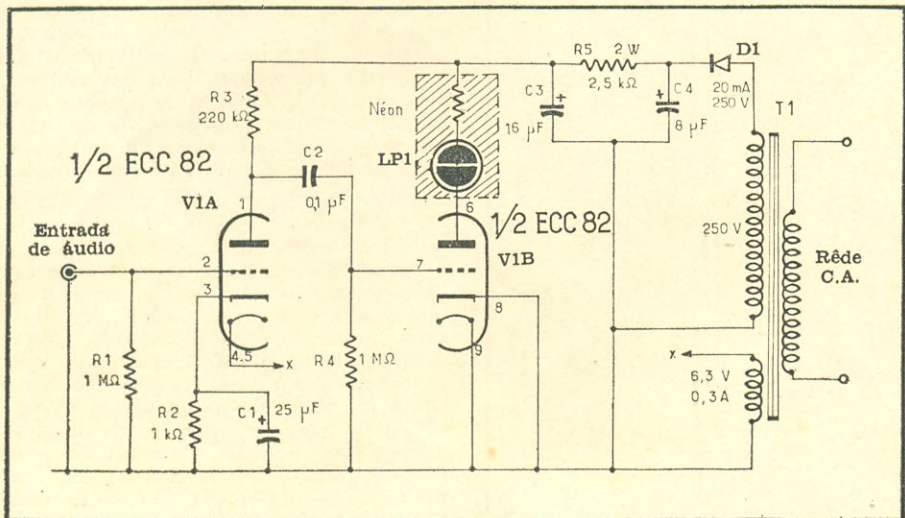 R5 2 W
2,5 kΩ
D1
20 mA
250 V
T1
C3
16 µF
C4
8 µF
R3
220 kΩ
Néon
LP1
C2
0,1 µF
1/2 ECC 82
V1A
1
2
3
4.5
x
Entrada
de áudio
R1
1 MΩ
R2
1 kΩ
C1
25 µF
R4
1 MΩ
6
1/2 ECC 82
V1B
7
8
9
250 V
Rêde
C.A.
x
6,3 V
0,3 A
+
+
+